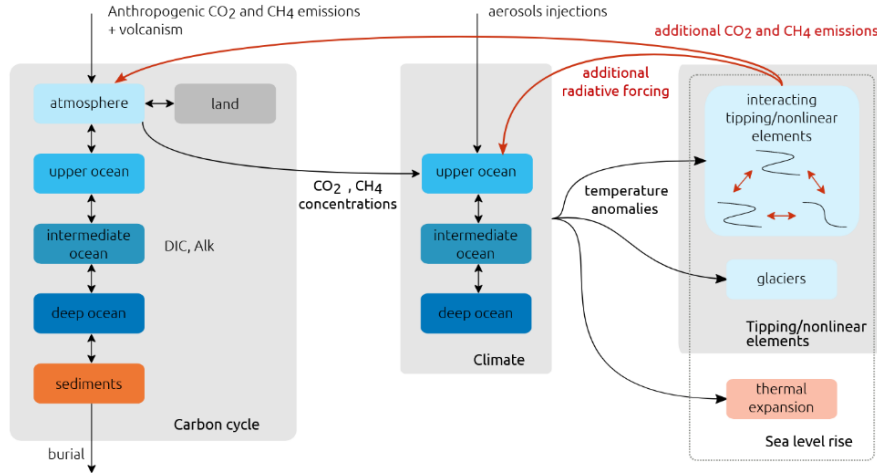 Anthropogenic CO2 and CH4 emissions
+ volcanism
aerosols injections
additional CO2 and CH4 emissions
additional
radiative forcing
atmosphere
land
upper ocean
intermediate
ocean
DIC, Alk
deep ocean
sediments
Carbon cycle
burial
CO2 , CH4
concentrations
upper ocean
intermediate
ocean
deep ocean
Climate
temperature
anomalies
interacting
tipping/nonlinear
elements
glaciers
Tipping/nonlinear
elements
thermal
expansion
Sea level rise